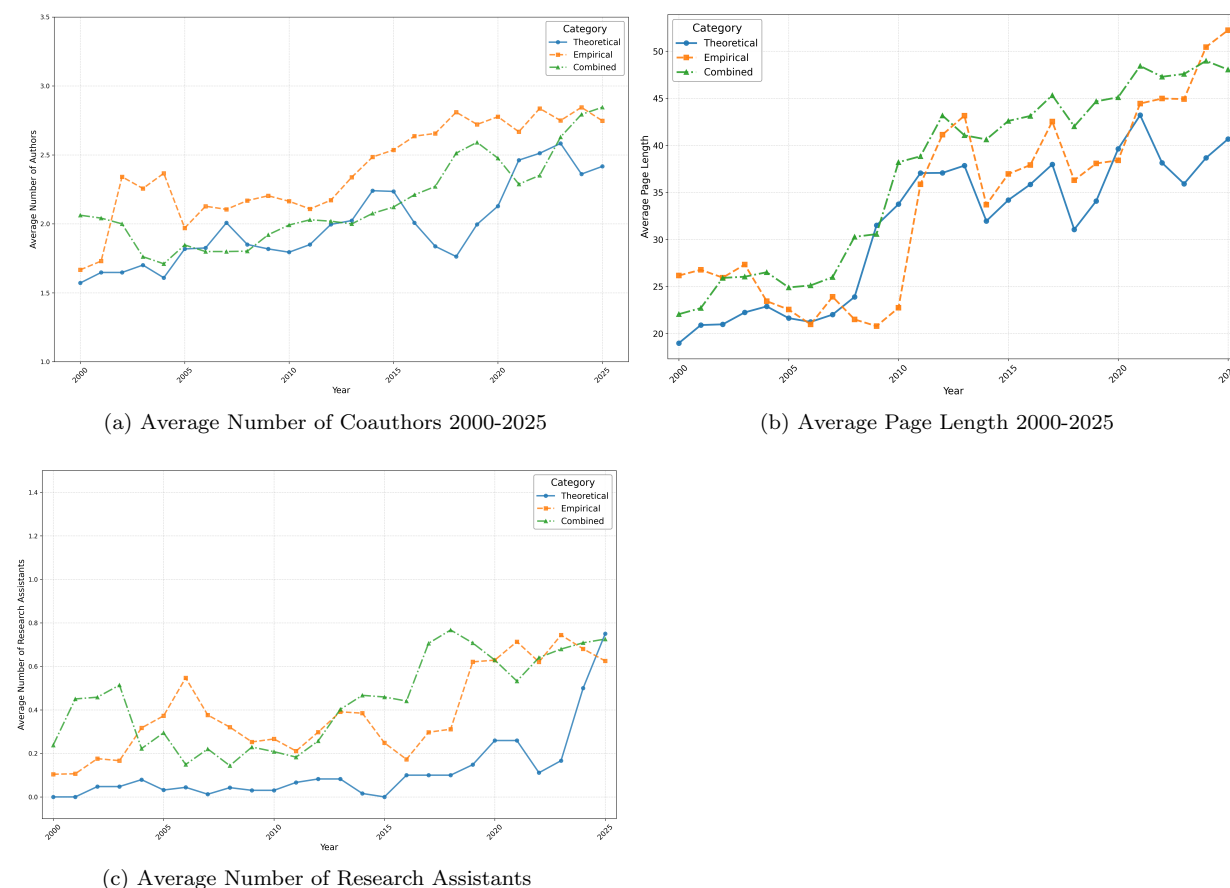 3.5
3.0
2.5
2.0
1.5
1.0
Average Number of Authors
Category
Theoretical
Empirical
Combined
2000
2005
2010
2015
2020
2025
Year
(a) Average Number of Coauthors 2000-2025
50
45
40
35
30
25
20
Average Page Length
Category
Theoretical
Empirical
Combined
2000
2005
2010
2015
2020
Year
(b) Average Page Length 2000-2025
1.4
1.2
1.0
0.8
0.6
0.4
0.2
0.0
Average Number of Research Assistants
Category
Theoretical
Empirical
Combined
2000
2005
2010
2015
2020
2025
Year
(c) Average Number of Research Assistants